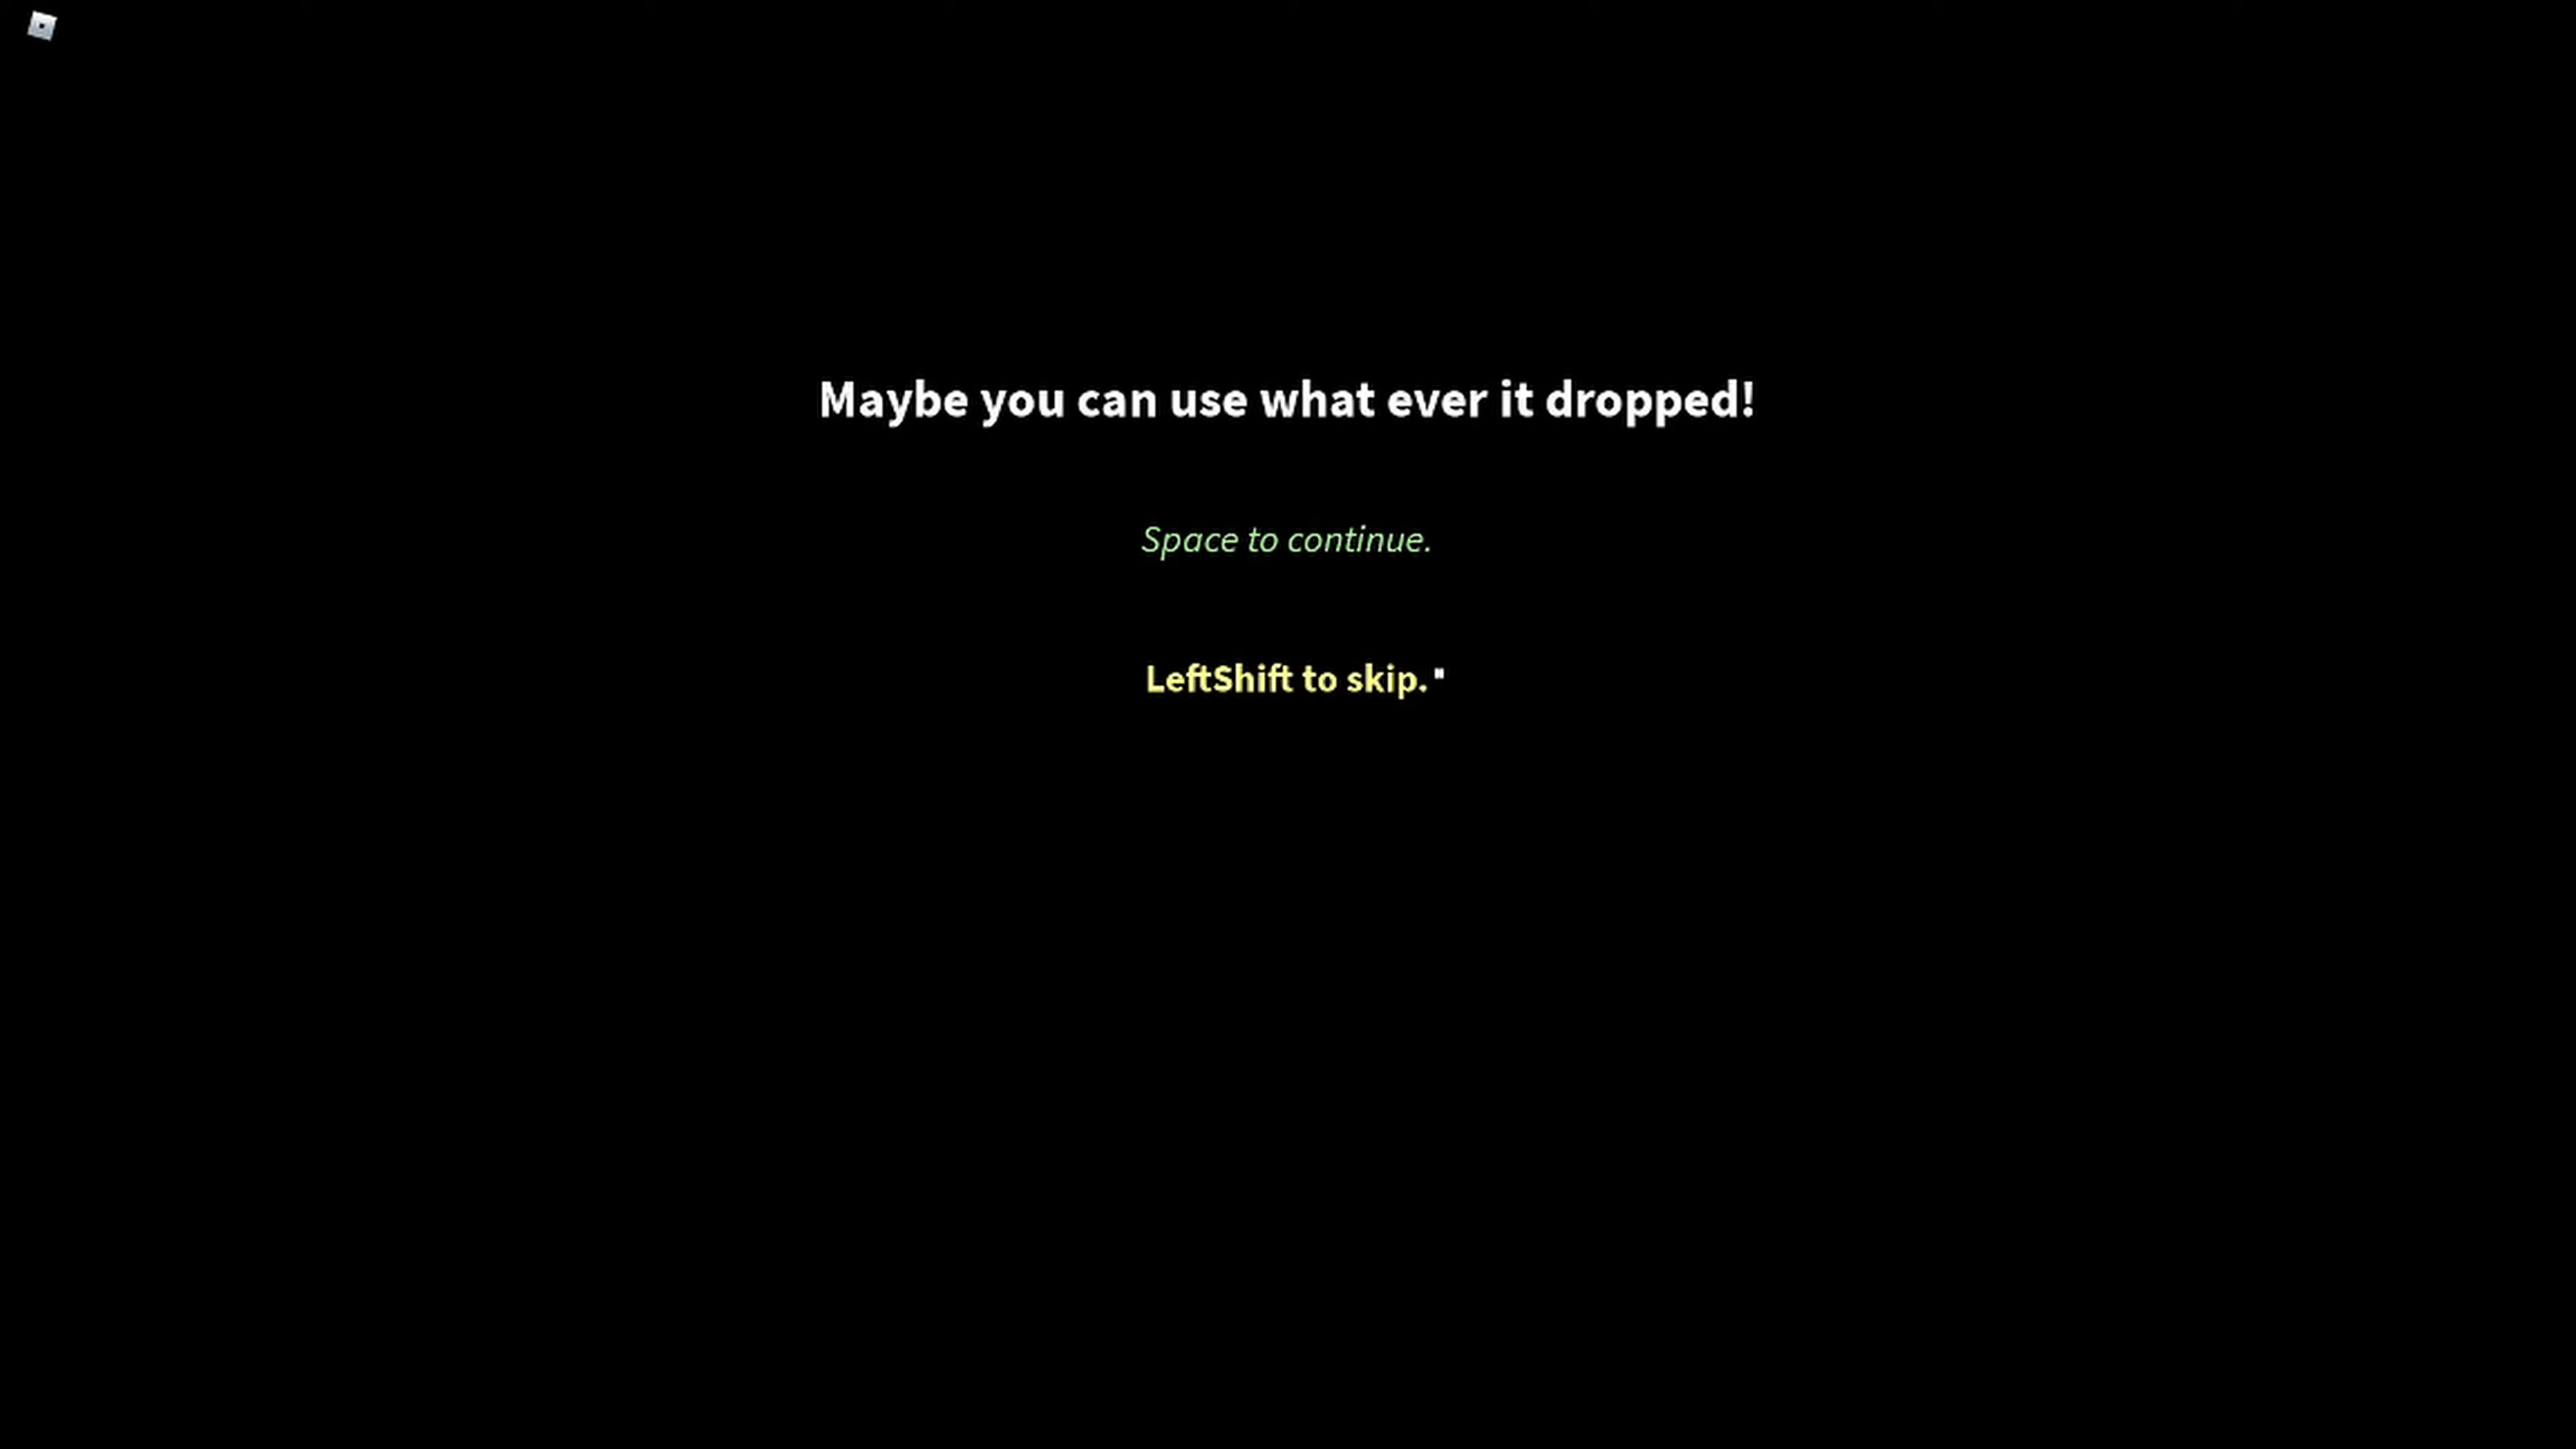 Maybe you can use what ever it dropped!
Space to continue.
LeftShift to skip."